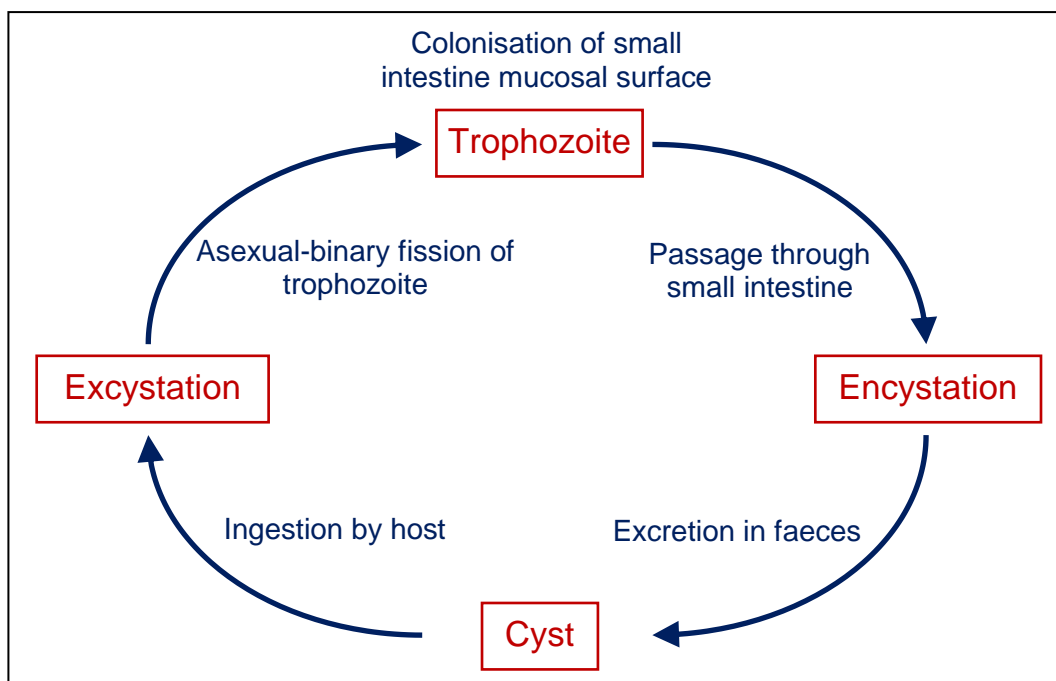 Colonisation of small
intestine mucosal surface
Trophozoite
Asexual-binary fission of
trophozoite
Passage through
small intestine
Excystation
Encystation
Ingestion by host
Excretion in faeces
Cyst